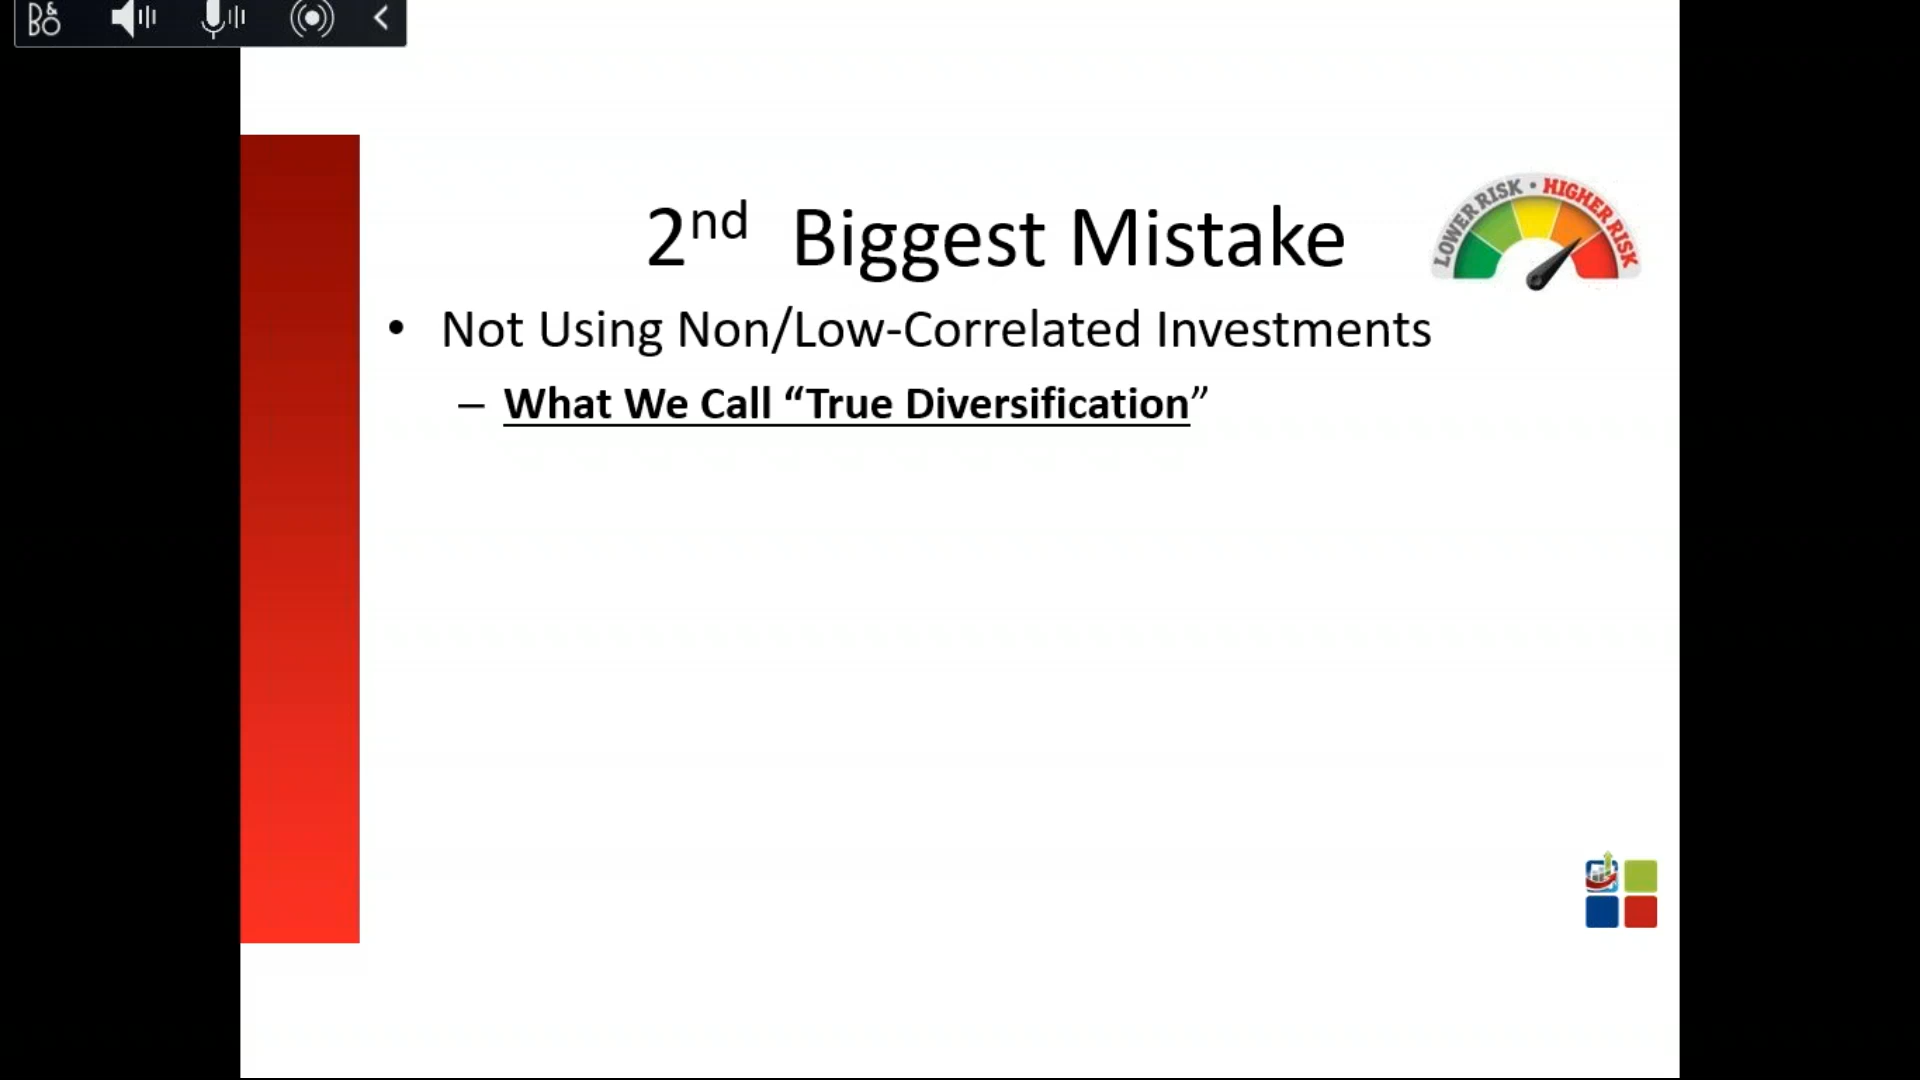 B&O
2nd Biggest Mistake
LOWER RISK • HIGHER RISK
• Not Using Non/Low-Correlated Investments
– What We Call “True Diversification”